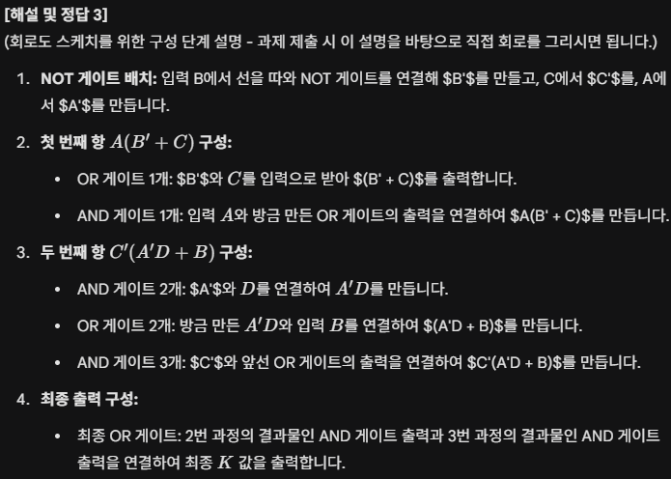 [해설 및 정답 3]
(회로도 스케치를 위한 구성 단계 설명 - 과제 제출 시 이 설명을 바탕으로 직접 회로를 그리시면 됩니다.)
1. NOT 게이트 배치: 입력 B에서 선을 따와 NOT 게이트를 연결해 $B'$를 만들고, C에서 $C'$를, A에
서 $A'$를 만듭니다.
2. 첫 번째 항 A(B′ + C) 구성:
• OR 게이트 1개: $B'$와 C를 입력으로 받아 $(B' + C)$를 출력합니다.
• AND 게이트 1개: 입력 A와 방금 만든 OR 게이트의 출력을 연결하여 $A(B' + C)$를 만듭니다.
3. 두 번째 항 C′(A′D + B) 구성:
• AND 게이트 2개: $A'$와 D를 연결하여 A′D를 만듭니다.
• OR 게이트 2개: 방금 만든 A′D와 입력 B를 연결하여 $(A'D + B)$를 만듭니다.
• AND 게이트 3개: $C'$와 앞선 OR 게이트의 출력을 연결하여 $C'(A'D + B)$를 만듭니다.
4. 최종 출력 구성:
• 최종 OR 게이트: 2번 과정의 결과물인 AND 게이트 출력과 3번 과정의 결과물인 AND 게이트
출력을 연결하여 최종 K 값을 출력합니다.